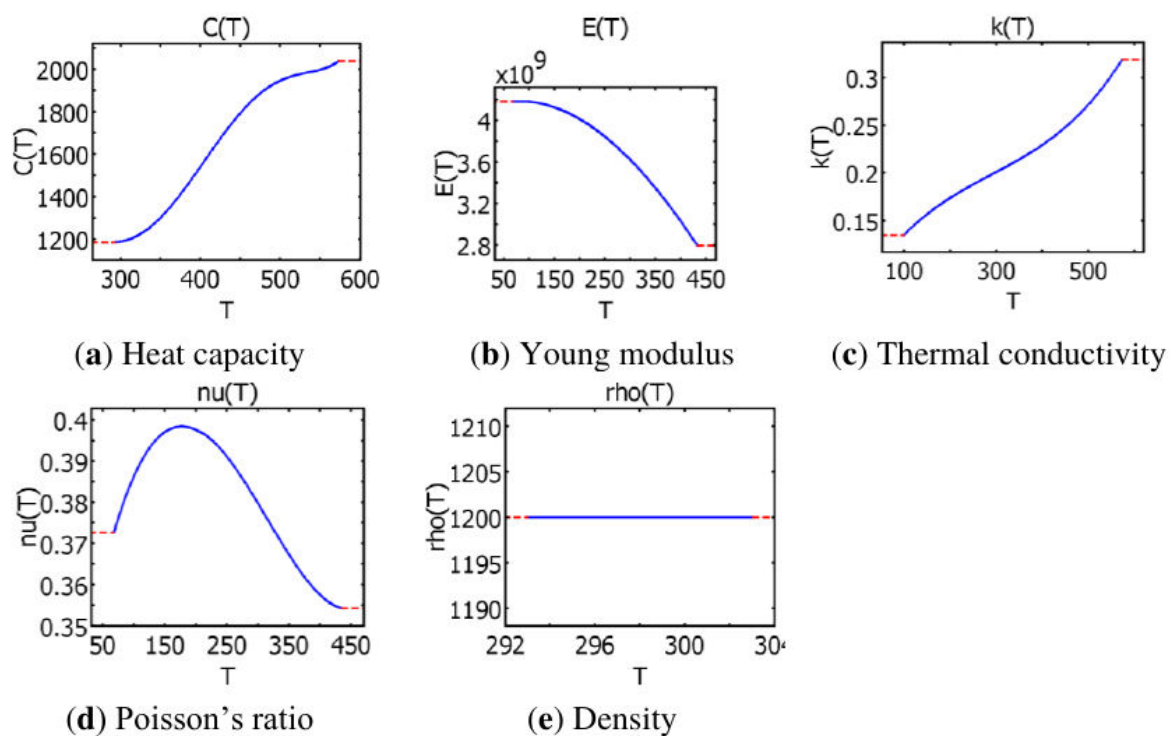 C(T)
C(T)
2000
1800
1600
1400
1200
300
400
500
600
T
(a) Heat capacity
E(T)
x10^9
E(T)
4
3.6
3.2
2.8
50
150
250
350
450
T
(b) Young modulus
k(T)
k(T)
0.3
0.25
0.2
0.15
100
300
500
T
(c) Thermal conductivity
nu(T)
nu(T)
0.4
0.39
0.38
0.37
0.36
0.35
50
150
250
350
450
T
(d) Poisson's ratio
rho(T)
rho(T)
1210
1205
1200
1195
1190
292
296
300
304
T
(e) Density